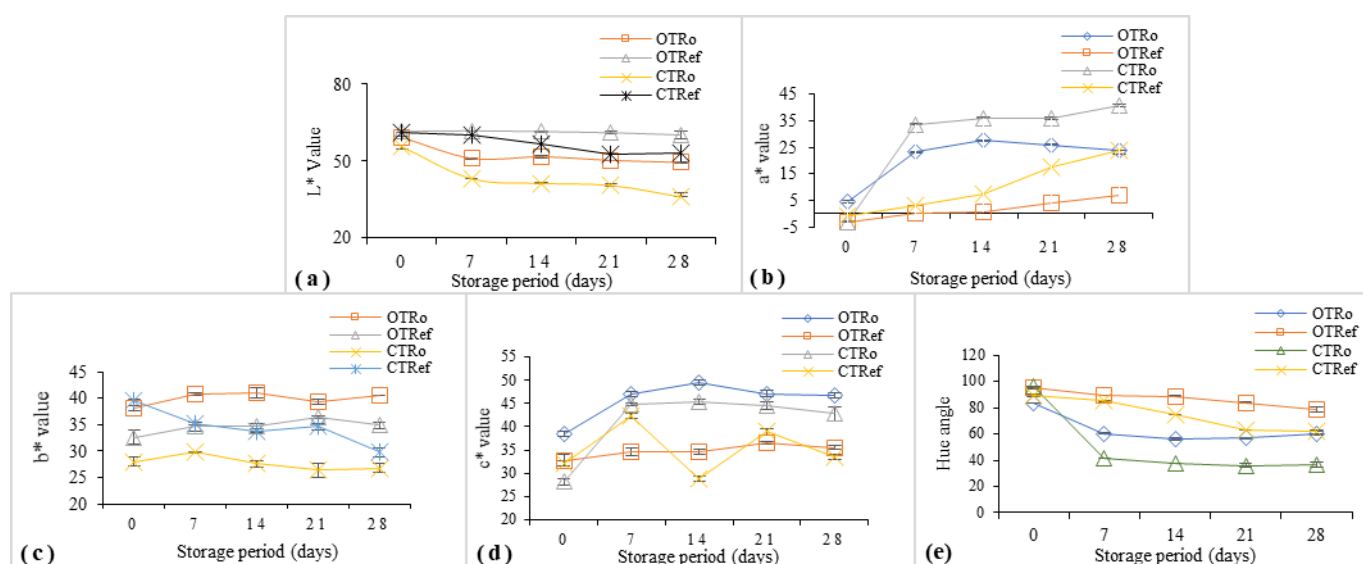 OTRo
OTRef
CTRo
CTRef
80
50
20
L* Value
0 7 14 21 28
Storage period (days)
(a)
OTRo
OTRef
CTRo
CTRef
45
35
25
15
5
-5
a* value
0 7 14 21 28
Storage period (days)
(b)
OTRo
OTRef
CTRo
CTRef
45
40
35
30
25
20
b* value
0 7 14 21 28
Storage period (days)
(c)
OTRo
OTRef
CTRo
CTRef
55
50
45
40
35
30
25
20
c* value
0 7 14 21 28
Storage period (days)
(d)
OTRo
OTRef
CTRo
CTRef
120
100
80
60
40
20
0
Hue angle
0 7 14 21 28
Storage period (days)
(e)